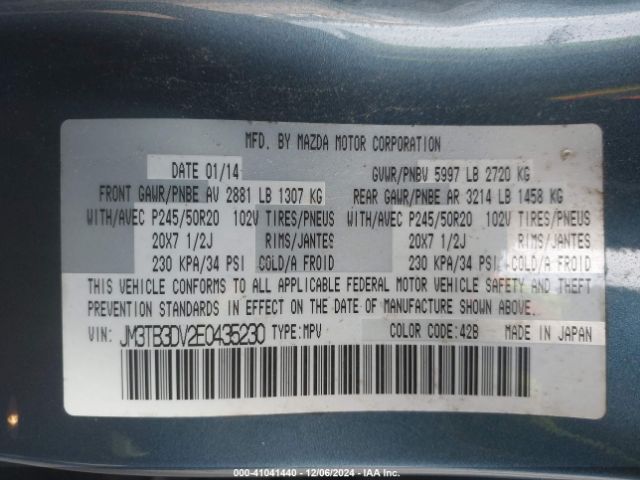 MFD. BY MAZDA MOTOR CORPORATION
DATE 01/14 GVWR/PNBV 5997 LB 2720 KG
FRONT GAWR/PNBE AV 2881 LB 1307 KG REAR GAWR/PNBE AR 3214 LB 1458 KG
WITH/AVEC P245/50R20 102V TIRES/PNEUS WITH/AVEC P245/50R20 102V TIRES/PNEUS
20X7 1/2J RIMS/JANTES 20X7 1/2J RIMS/JANTES
230 KPA/34 PSI COLD/A FROID 230 KPA/34 PSI COLD/A FROID
THIS VEHICLE CONFORMS TO ALL APPLICABLE FEDERAL MOTOR VEHICLE SAFETY AND THEFT
PREVENTION STANDARDS IN EFFECT ON THE DATE OF MANUFACTURE SHOWN ABOVE.
VIN: JM3TB3DV2E0435230 TYPE:MPV COLOR CODE:42B MADE IN JAPAN
000-41041440 - 12/06/2024 - IAA Inc.